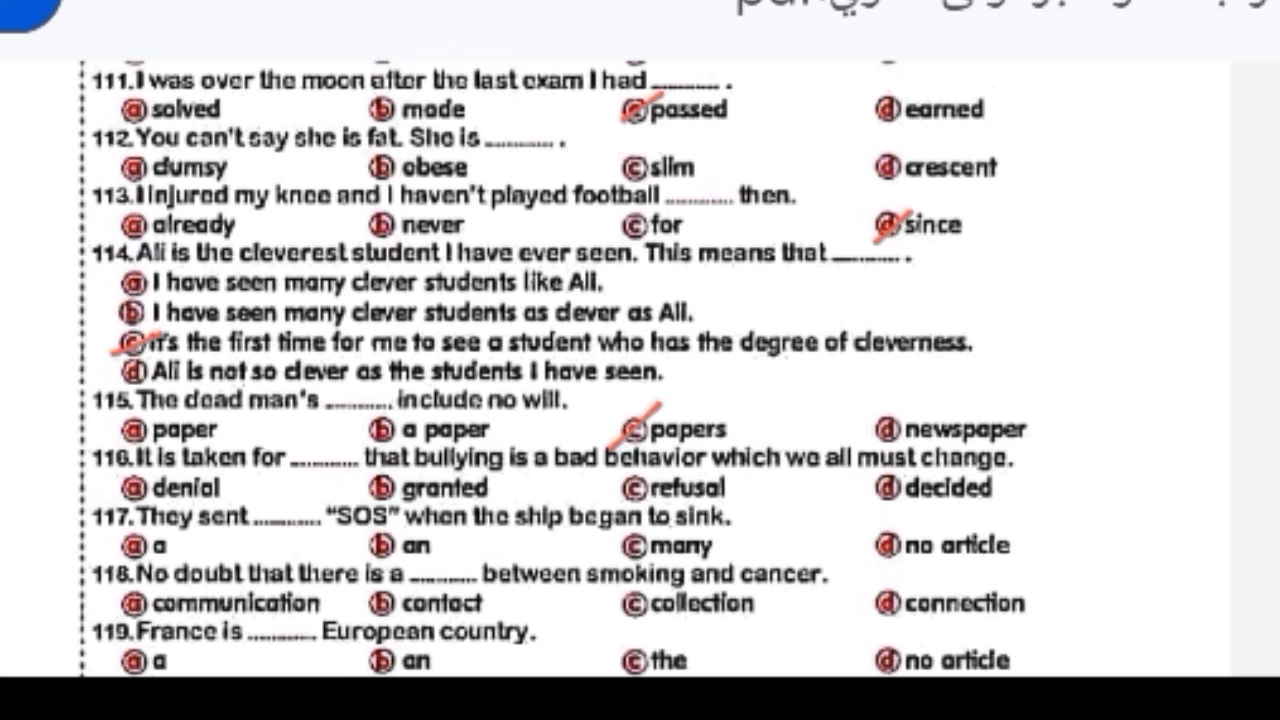 111.I was over the moon after the last exam I had ............ .
ⓐ solved ⓑ made ⓒ passed ⓓ earned
112.You can't say she is fat. She is ............ .
ⓐ clumsy ⓑ obese ⓒ slim ⓓ crescent
113.I injured my knee and I haven't played football ............ then.
ⓐ already ⓑ never ⓒ for ⓓ since
114.Ali is the cleverest student I have ever seen. This means that ............ .
ⓐ I have seen many clever students like Ali.
ⓑ I have seen many clever students as clever as Ali.
ⓒ It's the first time for me to see a student who has the degree of cleverness.
ⓓ Ali is not so clever as the students I have seen.
115.The dead man's ............ include no will.
ⓐ paper ⓑ a paper ⓒ papers ⓓ newspaper
116.It is taken for ............ that bullying is a bad behavior which we all must change.
ⓐ denial ⓑ granted ⓒ refusal ⓓ decided
117.They sent ............ "SOS" when the ship began to sink.
ⓐ a ⓑ an ⓒ many ⓓ no article
118.No doubt that there is a ............ between smoking and cancer.
ⓐ communication ⓑ contact ⓒ collection ⓓ connection
119.France is ............ European country.
ⓐ a ⓑ an ⓒ the ⓓ no article